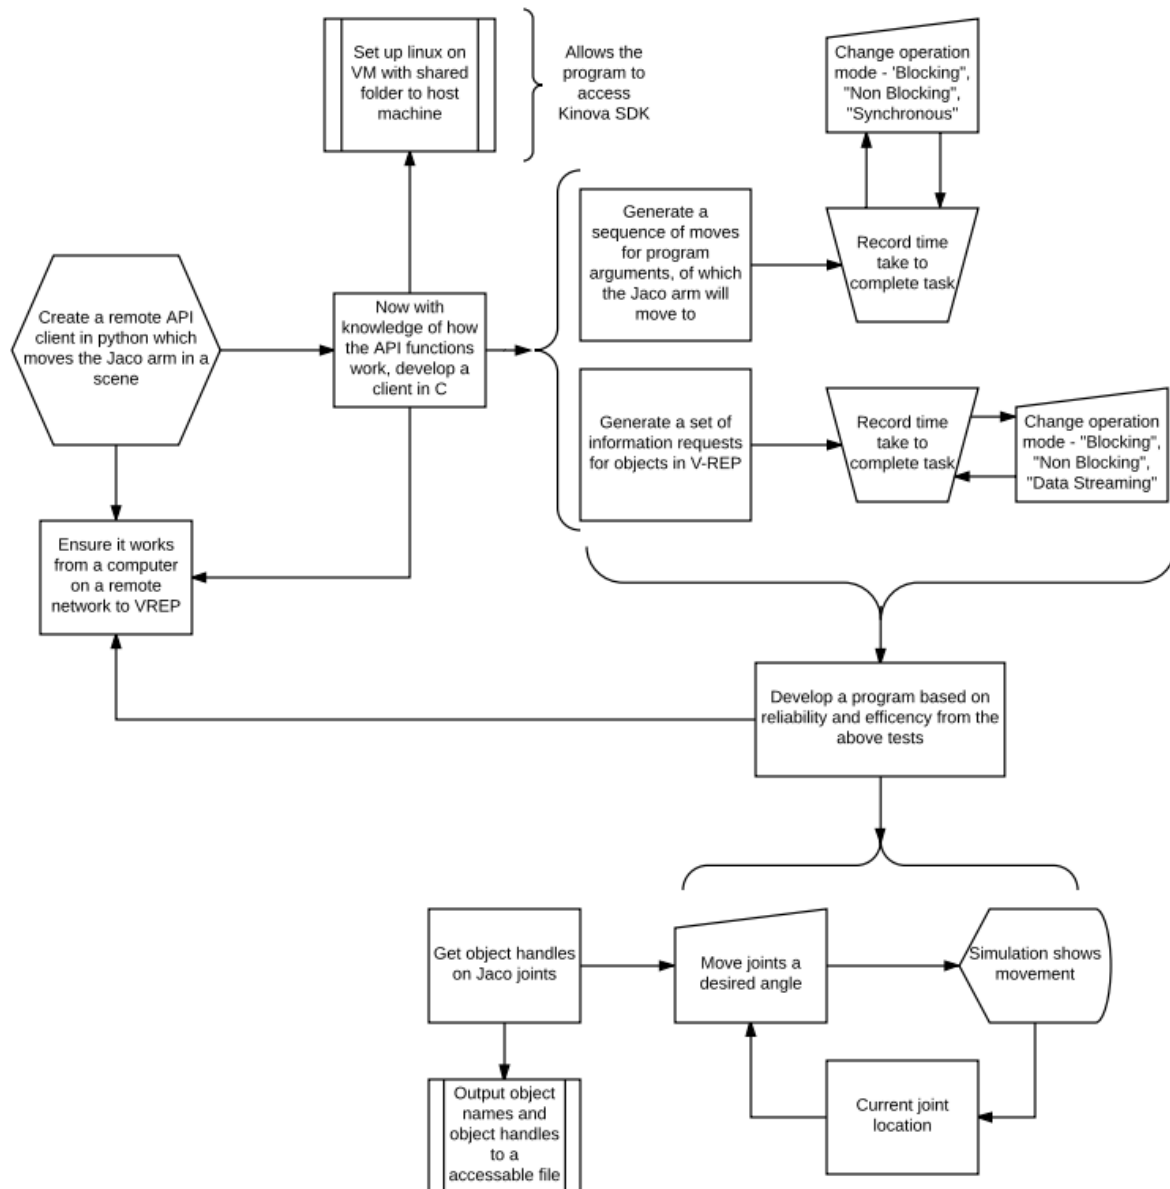 Set up linux on
VM with shared
folder to host
machine
Allows the
program to
access
Kinova SDK
Change operation
mode - 'Blocking",
"Non Blocking",
"Synchronous"
Generate a
sequence of moves
for program
arguments, of which
the Jaco arm will
move to
Record time
take to
complete task
Create a remote API
client in python which
moves the Jaco arm in a
scene
Now with
knowledge of how
the API functions
work, develop a
client in C
Generate a set of
information requests
for objects in V-REP
Record time
take to
complete task
Change operation
mode - "Blocking",
"Non Blocking",
"Data Streaming"
Ensure it works
from a computer
on a remote
network to VREP
Develop a program based on
reliability and efficency from the
above tests
Get object handles
on Jaco joints
Move joints a
desired angle
Simulation shows
movement
Output object
names and
object handles
to a
accessable file
Current joint
location